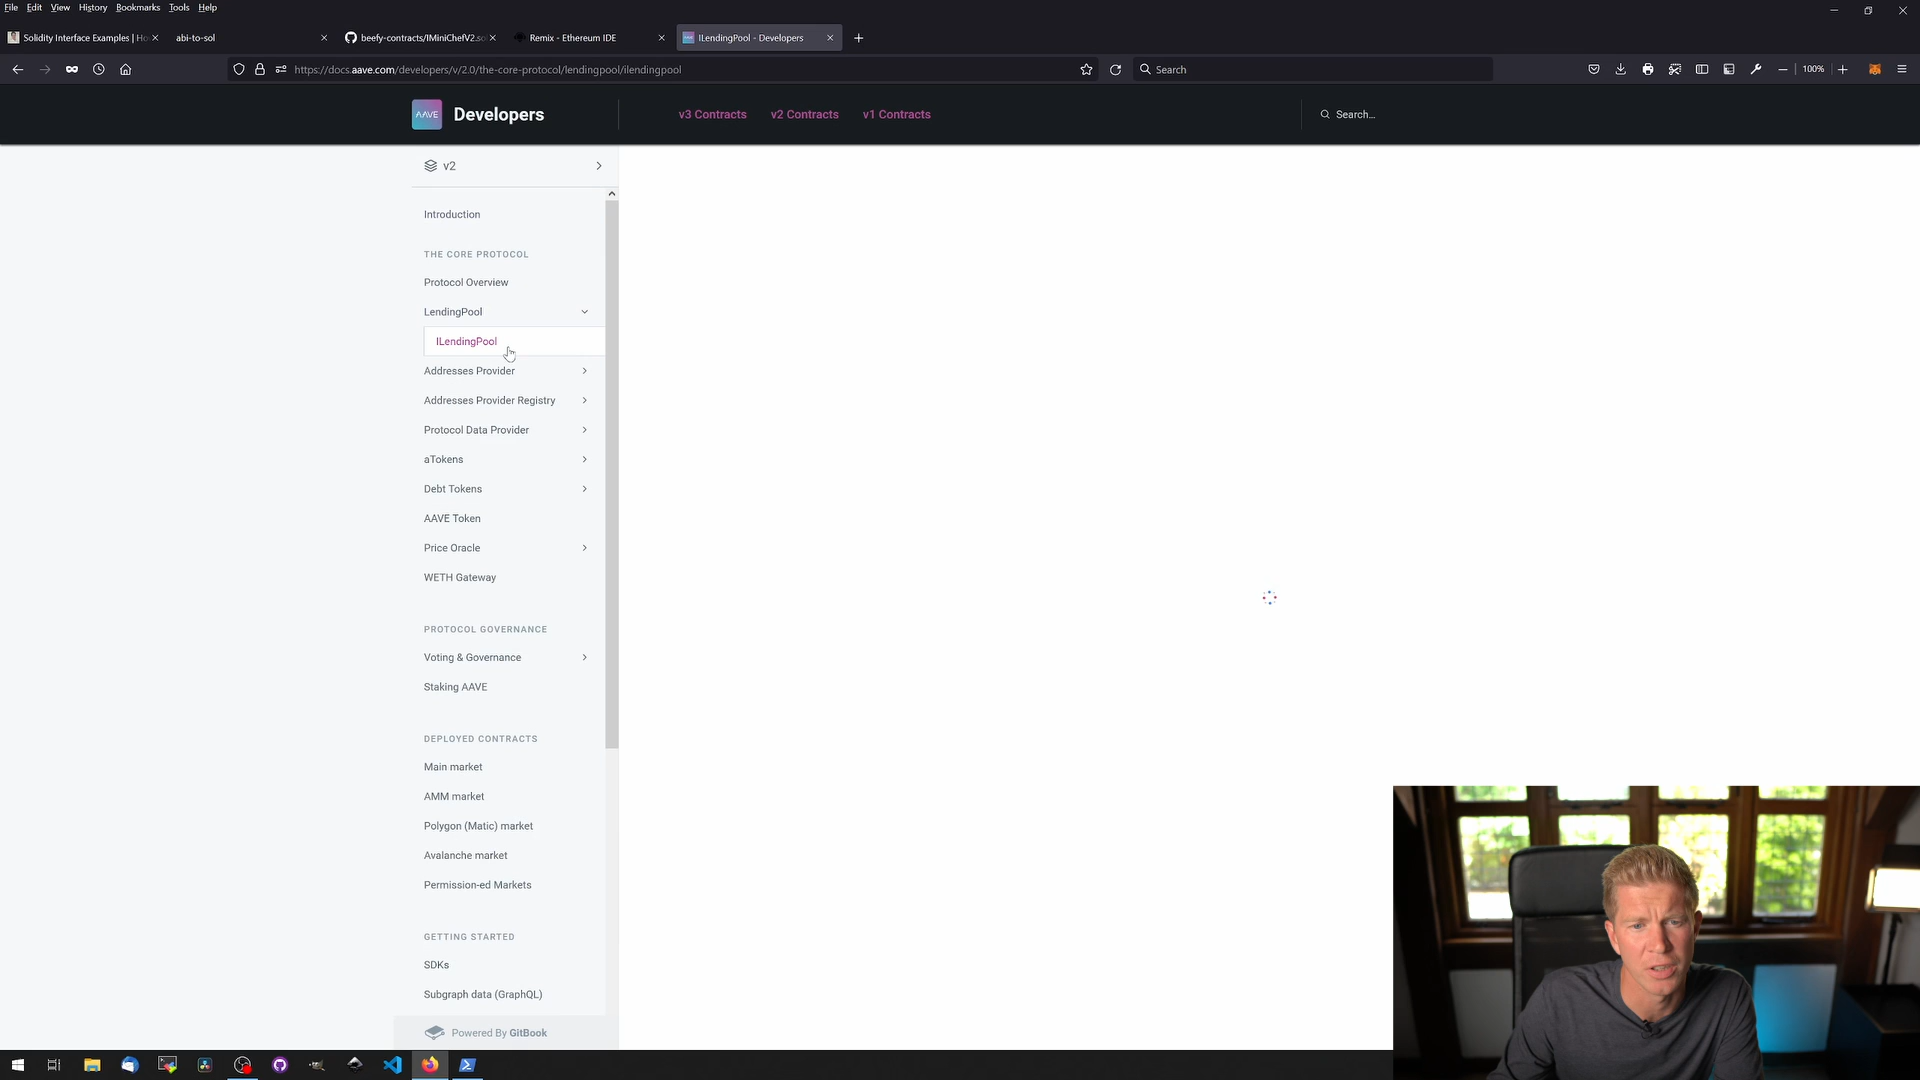 File Edit View History Bookmarks Tools Help
Solidity Interface Examples | Ho
abi-to-sol
beefy-contracts/IMiniChefV2.so
Remix - Ethereum IDE
ILendingPool - Developers
https://docs.aave.com/developers/v/2.0/the-core-protocol/lendingpool/ilendingpool
Search
100%
AAVE
Developers
v3 Contracts
v2 Contracts
v1 Contracts
Search...
v2
Introduction
THE CORE PROTOCOL
Protocol Overview
LendingPool
ILendingPool
Addresses Provider
Addresses Provider Registry
Protocol Data Provider
aTokens
Debt Tokens
AAVE Token
Price Oracle
WETH Gateway
PROTOCOL GOVERNANCE
Voting & Governance
Staking AAVE
DEPLOYED CONTRACTS
Main market
AMM market
Polygon (Matic) market
Avalanche market
Permission-ed Markets
GETTING STARTED
SDKs
Subgraph data (GraphQL)
Powered By GitBook